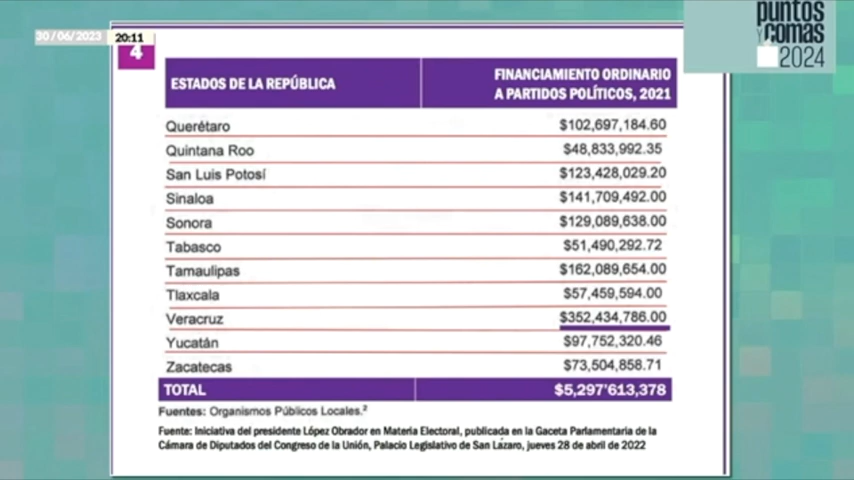 30/06/2023 20:11
puntos
y comas
2024
4
ESTADOS DE LA REPÚBLICA FINANCIAMIENTO ORDINARIO
A PARTIDOS POLÍTICOS, 2021
Querétaro $102,697,184.60
Quintana Roo $48,833,992.35
San Luis Potosí $123,428,029.20
Sinaloa $141,709,492.00
Sonora $129,089,638.00
Tabasco $51,490,292.72
Tamaulipas $162,089,654.00
Tlaxcala $57,459,594.00
Veracruz $352,434,786.00
Yucatán $97,752,320.46
Zacatecas $73,504,858.71
TOTAL $5,297'613,378
Fuentes: Organismos Públicos Locales.²
Fuente: Iniciativa del presidente López Obrador en Materia Electoral, publicada en la Gaceta Parlamentaria de la
Cámara de Diputados del Congreso de la Unión, Palacio Legislativo de San Lázaro, jueves 28 de abril de 2022